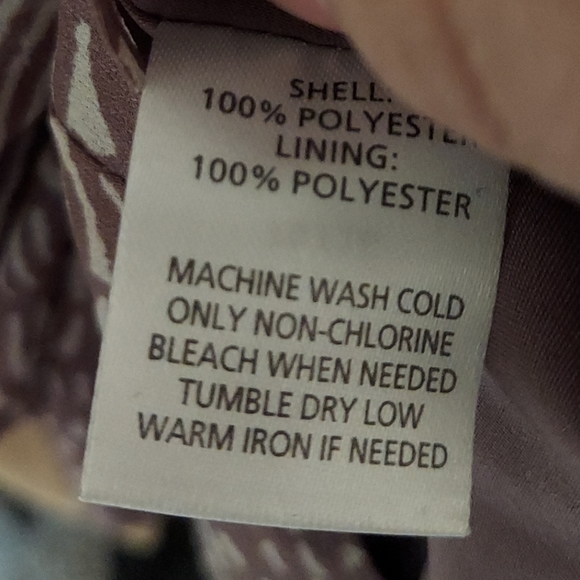 SHELL:
100% POLYESTER
LINING:
100% POLYESTER
MACHINE WASH COLD
ONLY NON-CHLORINE
BLEACH WHEN NEEDED
TUMBLE DRY LOW
WARM IRON IF NEEDED